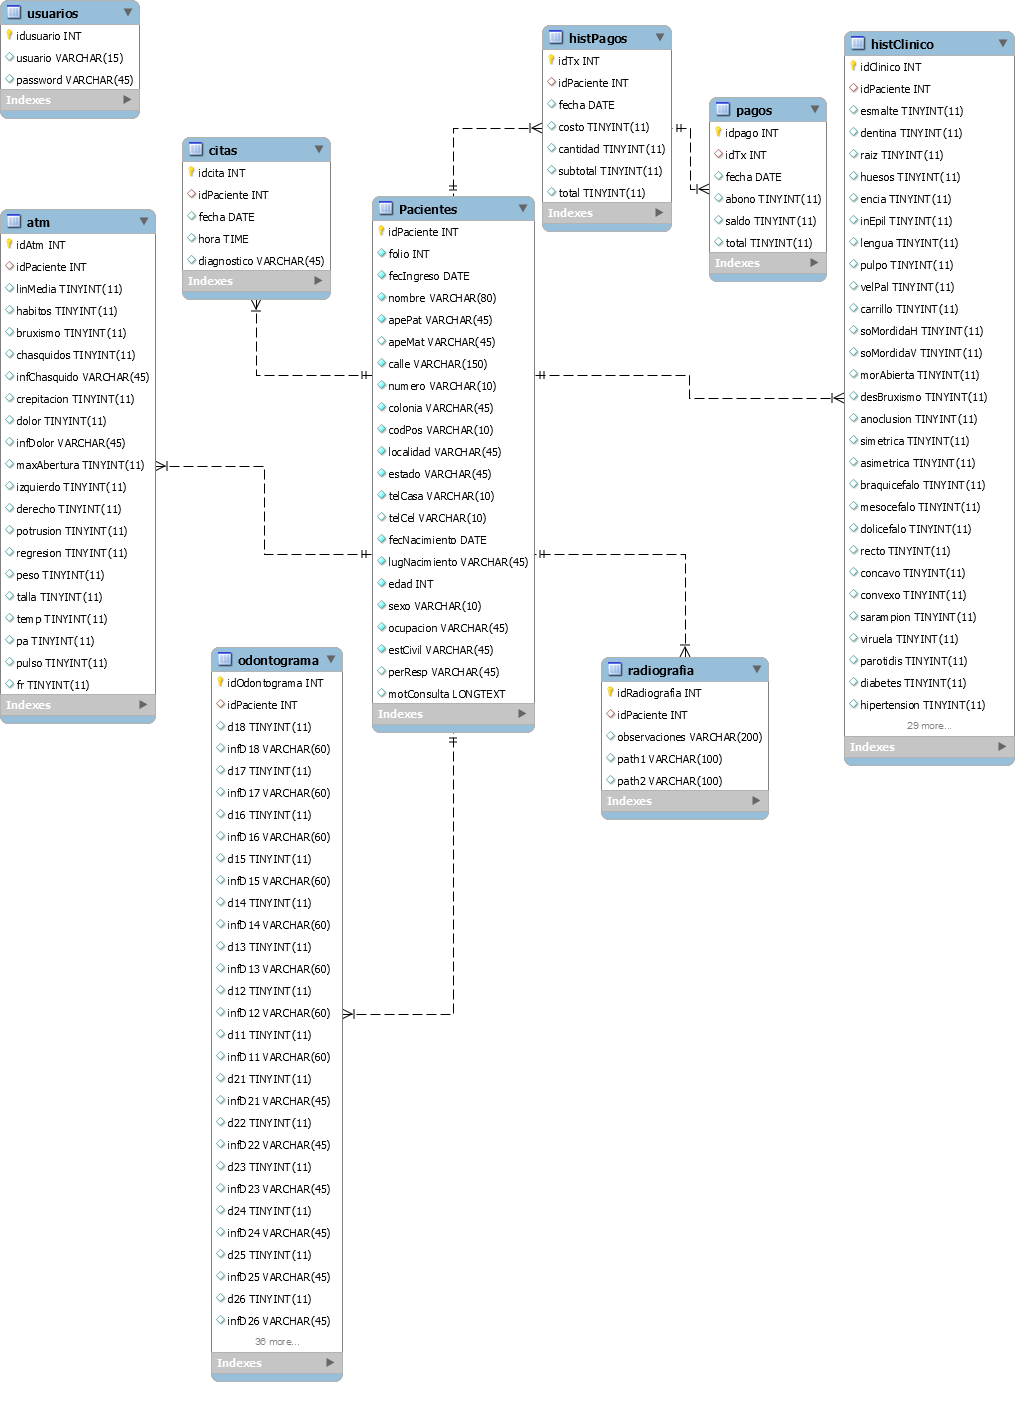 usuarios
idusuario INT
usuario VARCHAR(15)
password VARCHAR(45)
Indexes
citas
idcita INT
idPaciente INT
fecha DATE
hora TIME
diagnostico VARCHAR(45)
Indexes
atm
idAtm INT
idPaciente INT
linMedia TINYINT(11)
habitos TINYINT(11)
bruxismo TINYINT(11)
chasquidos TINYINT(11)
infChasquido VARCHAR(45)
crepitacion TINYINT(11)
dolor TINYINT(11)
infDolor VARCHAR(45)
maxAbertura TINYINT(11)
izquierdo TINYINT(11)
derecho TINYINT(11)
potrusion TINYINT(11)
regresion TINYINT(11)
peso TINYINT(11)
talla TINYINT(11)
temp TINYINT(11)
pa TINYINT(11)
pulso TINYINT(11)
fr TINYINT(11)
Indexes
Pacientes
idPaciente INT
folio INT
fecIngreso DATE
nombre VARCHAR(80)
apePat VARCHAR(45)
apeMat VARCHAR(45)
calle VARCHAR(150)
numero VARCHAR(10)
colonia VARCHAR(45)
codPos VARCHAR(10)
localidad VARCHAR(45)
estado VARCHAR(45)
telCasa VARCHAR(10)
telCel VARCHAR(10)
fecNacimiento DATE
lugNacimiento VARCHAR(45)
edad INT
sexo VARCHAR(10)
ocupacion VARCHAR(45)
estCivil VARCHAR(45)
perResp VARCHAR(45)
motConsulta LONGTEXT
Indexes
histPagos
idTx INT
idPaciente INT
fecha DATE
costo TINYINT(11)
cantidad TINYINT(11)
subtotal TINYINT(11)
total TINYINT(11)
Indexes
pagos
idpago INT
idTx INT
fecha DATE
abono TINYINT(11)
saldo TINYINT(11)
total TINYINT(11)
Indexes
histClinico
idClinico INT
idPaciente INT
esmalte TINYINT(11)
dentina TINYINT(11)
raiz TINYINT(11)
huesos TINYINT(11)
encia TINYINT(11)
inEpil TINYINT(11)
lengua TINYINT(11)
pulpo TINYINT(11)
velPal TINYINT(11)
carrillo TINYINT(11)
soMordidaH TINYINT(11)
soMordidaV TINYINT(11)
morAbierta TINYINT(11)
desBruxismo TINYINT(11)
anoclusion TINYINT(11)
simetrica TINYINT(11)
asimetrica TINYINT(11)
braquicefalo TINYINT(11)
mesocefalo TINYINT(11)
dolicefalo TINYINT(11)
recto TINYINT(11)
concavo TINYINT(11)
convexo TINYINT(11)
sarampion TINYINT(11)
viruela TINYINT(11)
parotidis TINYINT(11)
diabetes TINYINT(11)
hipertension TINYINT(11)
29 more...
Indexes
odontograma
idOdontograma INT
idPaciente INT
d18 TINYINT(11)
infD18 VARCHAR(60)
d17 TINYINT(11)
infD17 VARCHAR(60)
d16 TINYINT(11)
infD16 VARCHAR(60)
d15 TINYINT(11)
infD15 VARCHAR(60)
d14 TINYINT(11)
infD14 VARCHAR(60)
d13 TINYINT(11)
infD13 VARCHAR(60)
d12 TINYINT(11)
infD12 VARCHAR(60)
d11 TINYINT(11)
infD11 VARCHAR(60)
d21 TINYINT(11)
infD21 VARCHAR(45)
d22 TINYINT(11)
infD22 VARCHAR(45)
d23 TINYINT(11)
infD23 VARCHAR(45)
d24 TINYINT(11)
infD24 VARCHAR(45)
d25 TINYINT(11)
infD25 VARCHAR(45)
d26 TINYINT(11)
infD26 VARCHAR(45)
36 more...
Indexes
radiografia
idRadiografia INT
idPaciente INT
observaciones VARCHAR(200)
path1 VARCHAR(100)
path2 VARCHAR(100)
Indexes